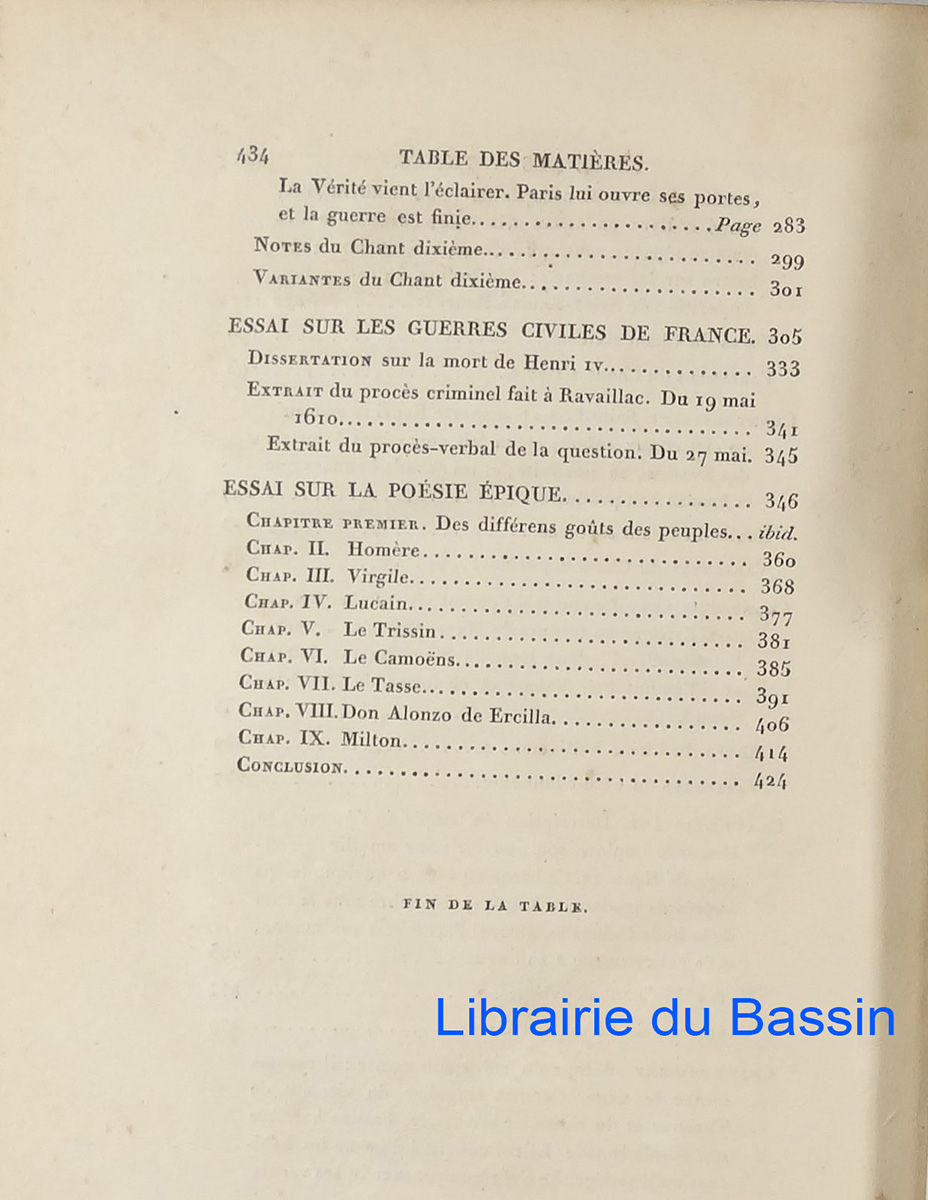 434 TABLE DES MATIÈRES.
La Vérité vient l'éclairer. Paris lui ouvre ses portes,
et la guerre est finie.....................Page 283
NOTES du Chant dixième......................... 299
VARIANTES du Chant dixième..................... 301
ESSAI SUR LES GUERRES CIVILES DE FRANCE. 305
DISSERTATION sur la mort de Henri IV.............. 333
EXTRAIT du procès criminel fait à Ravaillac. Du 19 mai
1610..................................... 341
Extrait du procès-verbal de la question. Du 27 mai. 345
ESSAI SUR LA POÉSIE ÉPIQUE.................. 346
CHAPITRE PREMIER. Des différens goûts des peuples... ibid.
CHAP. II. Homère.............................. 360
CHAP. III. Virgile.............................. 368
CHAP. IV. Lucain.............................. 377
CHAP. V. Le Trissin............................ 381
CHAP. VI. Le Camoëns.......................... 385
CHAP. VII. Le Tasse............................ 391
CHAP. VIII. Don Alonzo de Ercilla................. 406
CHAP. IX. Milton.............................. 414
CONCLUSION.................................. 424
FIN DE LA TABLE.
Librairie du Bassin